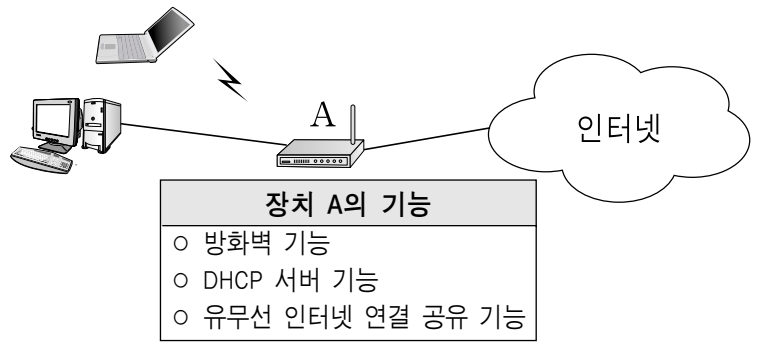 A
인터넷
장치 A의 기능
○ 방화벽 기능
○ DHCP 서버 기능
○ 유무선 인터넷 연결 공유 기능